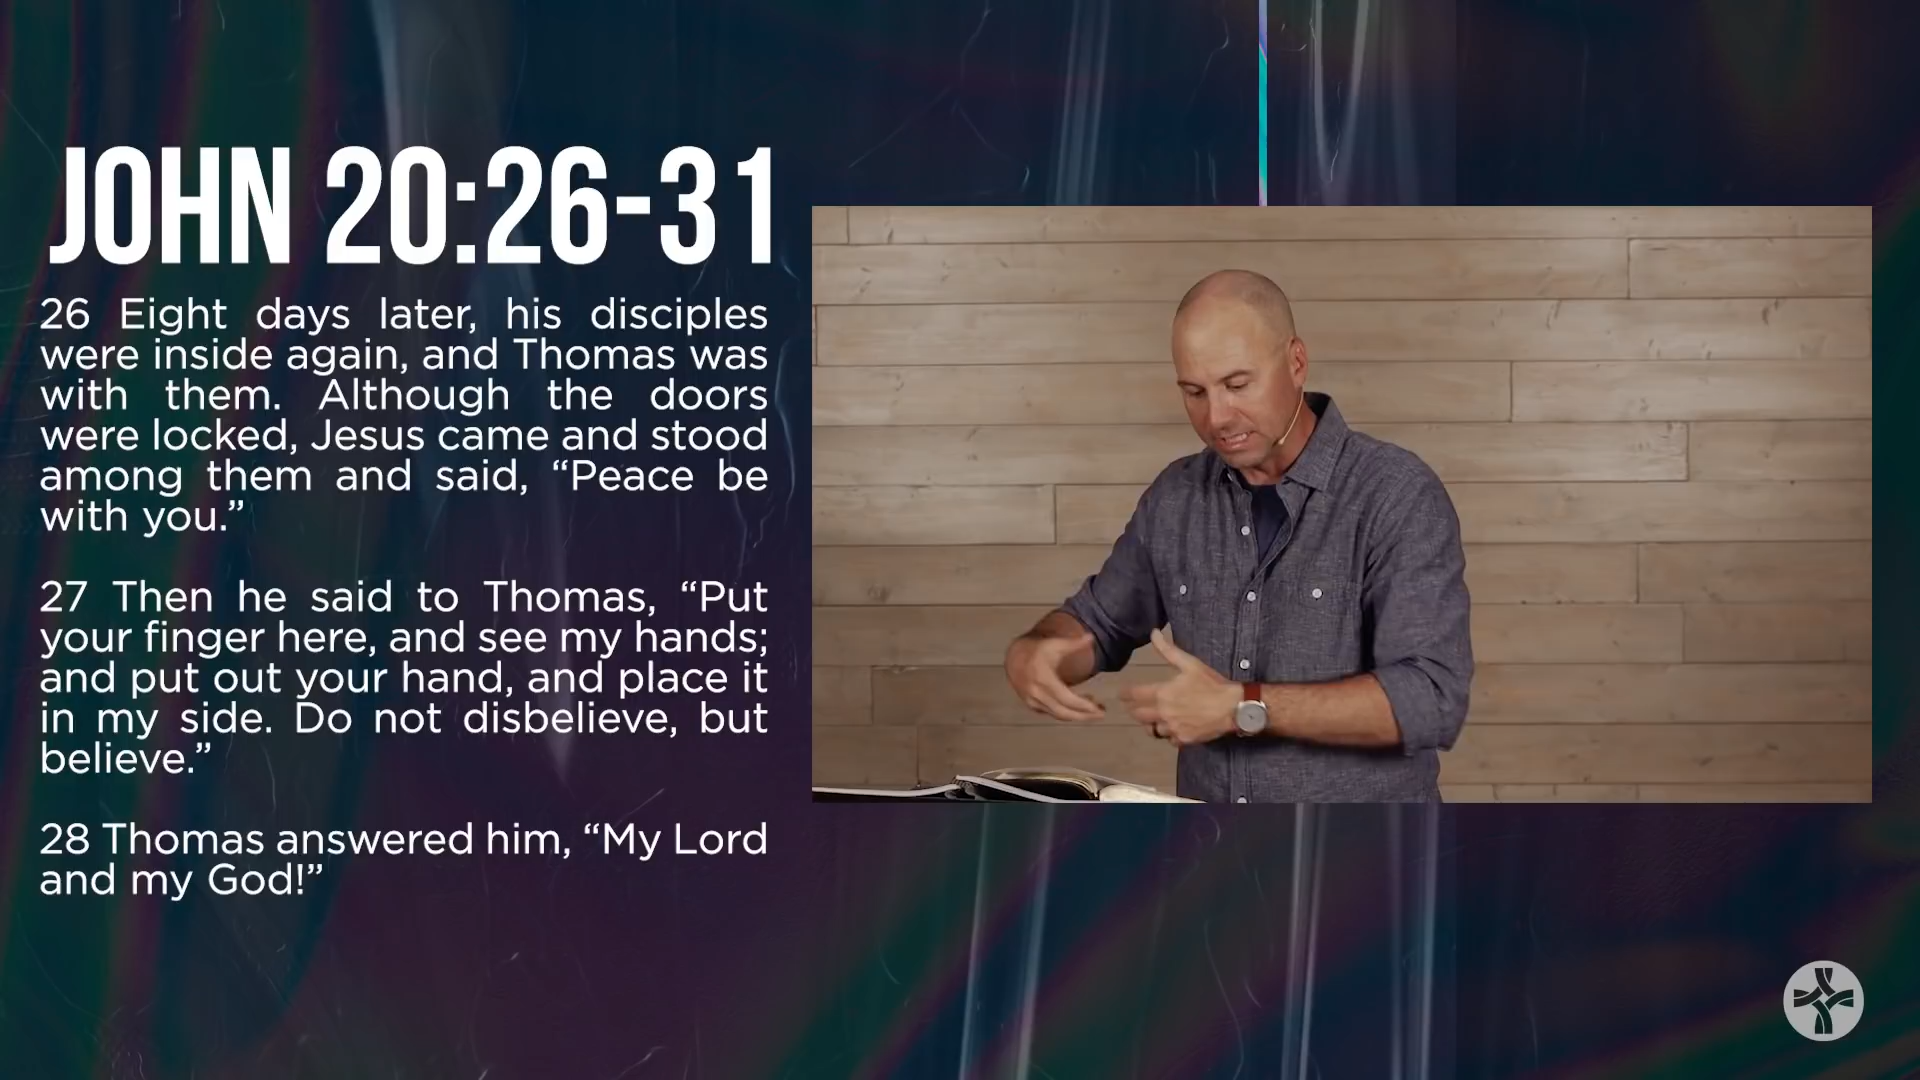 JOHN 20:26-31
26 Eight days later, his disciples
were inside again, and Thomas was
with them. Although the doors
were locked, Jesus came and stood
among them and said, “Peace be
with you.”
27 Then he said to Thomas, “Put
your finger here, and see my hands;
and put out your hand, and place it
in my side. Do not disbelieve, but
believe.”
28 Thomas answered him, “My Lord
and my God!”